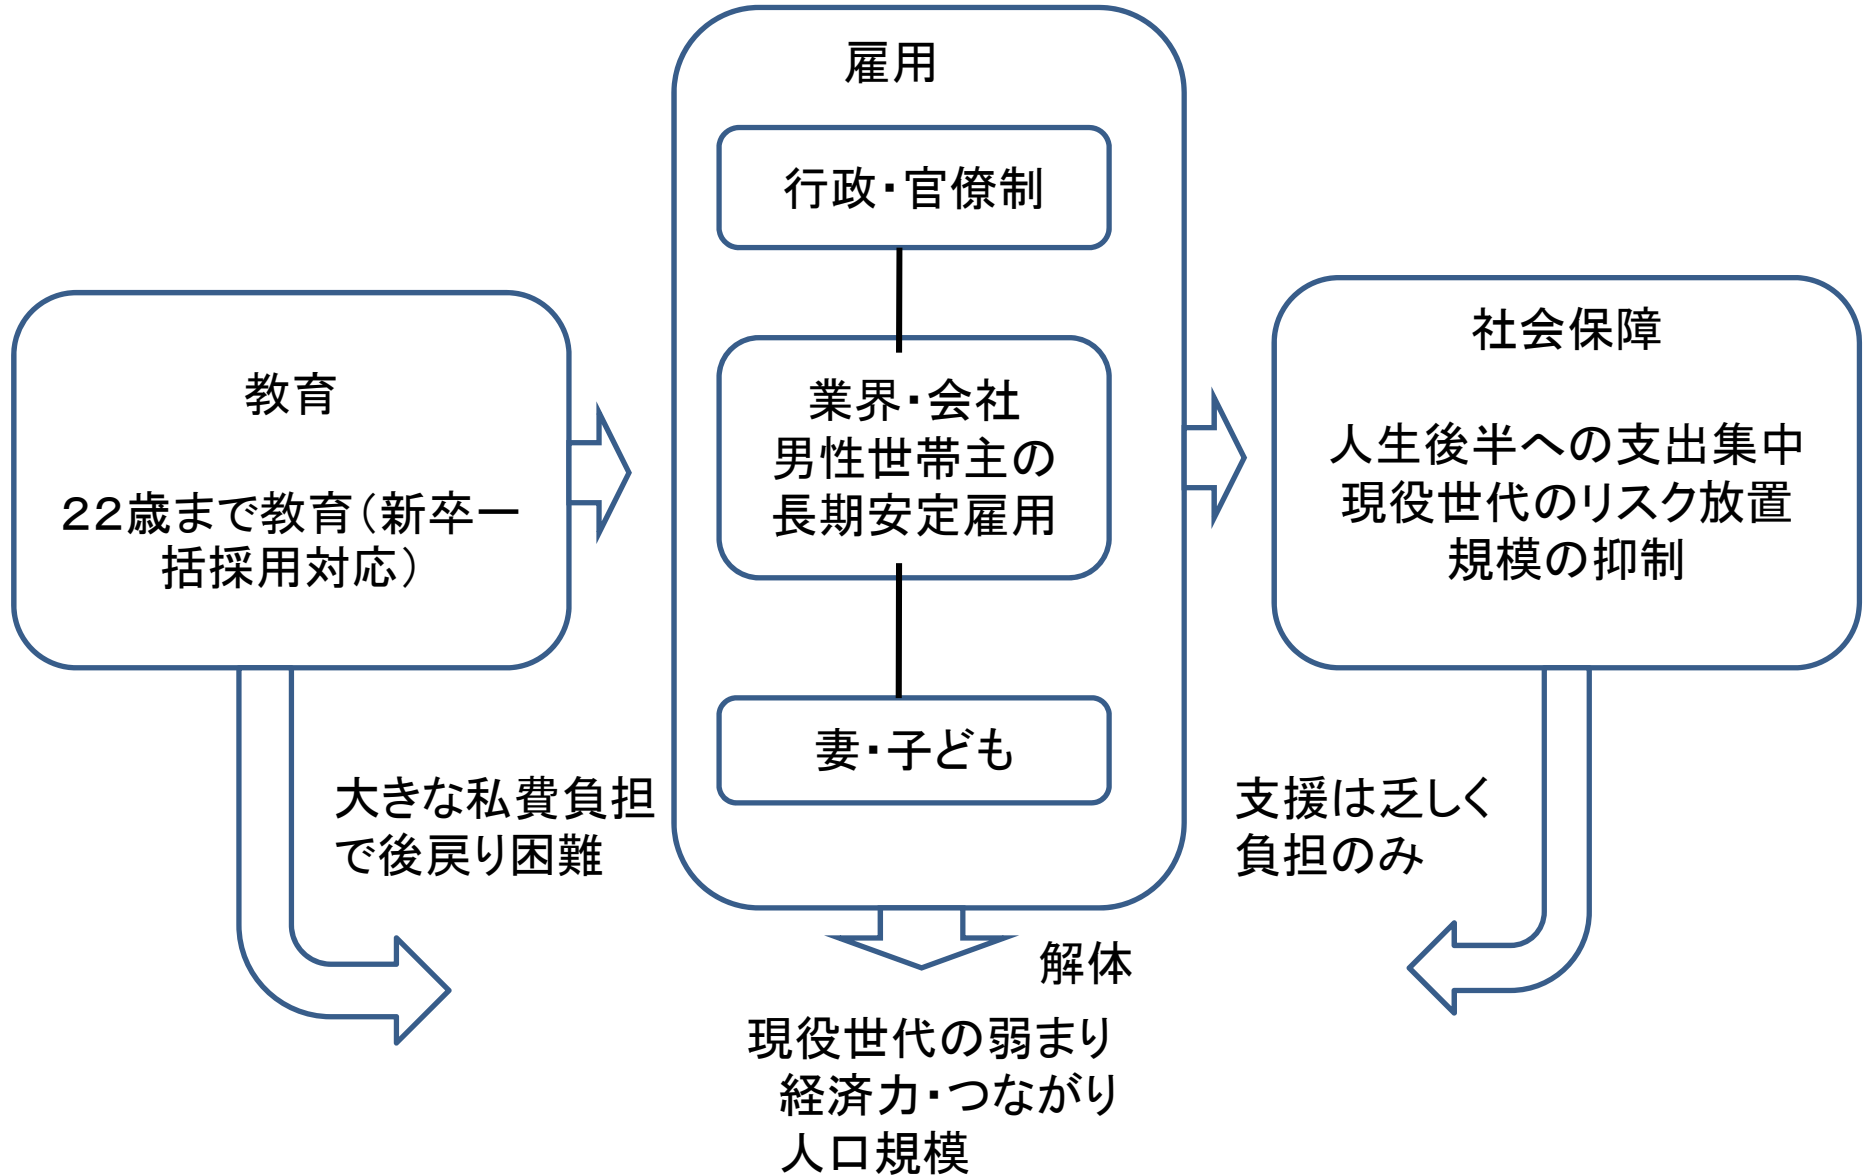 雇用
行政・官僚制
業界・会社
男性世帯主の
長期安定雇用
妻・子ども
教育
２２歳まで教育（新卒一
括採用対応）
社会保障
人生後半への支出集中
現役世代のリスク放置
規模の抑制
大きな私費負担
で後戻り困難
支援は乏しく
負担のみ
解体
現役世代の弱まり
経済力・つながり
人口規模